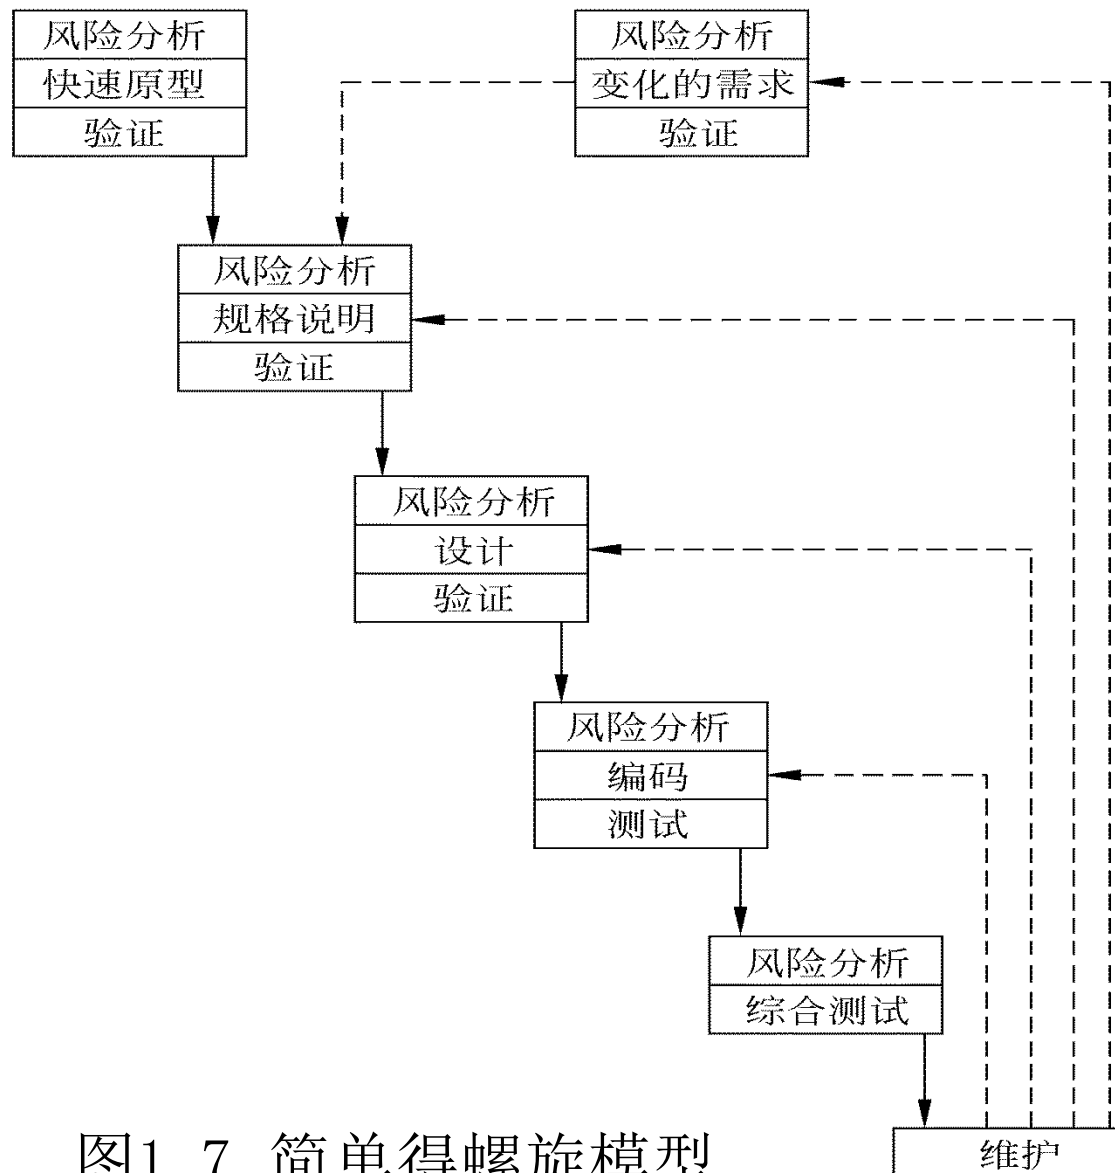 风险分析
快速原型
验证
风险分析
变化的需求
验证
风险分析
规格说明
验证
风险分析
设计
验证
风险分析
编码
测试
风险分析
综合测试
维护
图1 7 简单得螺旋模型